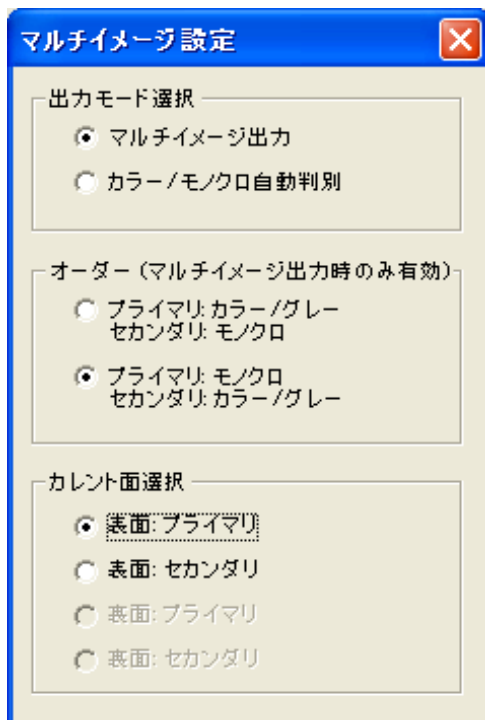 マルチイメージ設定
出力モード選択
マルチイメージ出力
カラー/モノクロ自動判別
オーダー(マルチイメージ出力時のみ有効)
プライマリ: カラー/グレー
セカンダリ: モノクロ
プライマリ: モノクロ
セカンダリ: カラー/グレー
カレント面選択
表面: プライマリ
表面: セカンダリ
裏面: プライマリ
裏面: セカンダリ